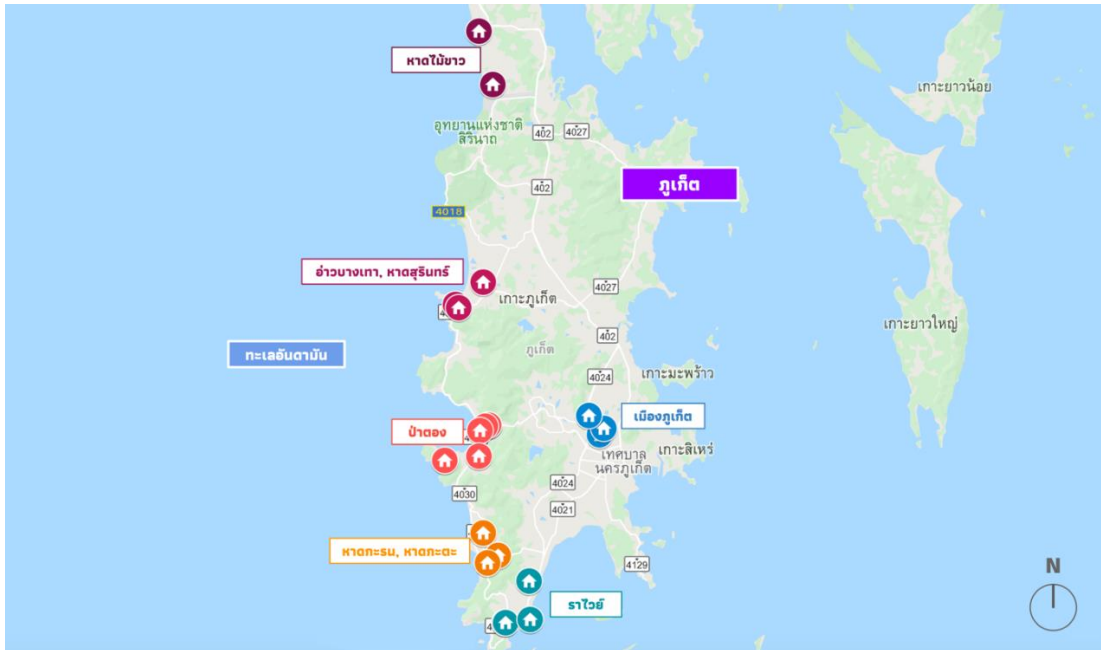 หาดไม้ขาว
เกาะยาวน้อย
อุทยานแห่งชาติ
สิรินาถ
402
4027
402
ภูเก็ต
4018
อ่าวบางเทา, หาดสุรินทร์
เกาะภูเก็ต
4027
เกาะยาวใหญ่
402
ทะเลอันดามัน
ภูเก็ต
4024
เกาะมะพร้าว
เมืองภูเก็ต
ป่าตอง
เทศบาล
นครภูเก็ต
เกาะสิเหร่
4030
4024
4021
หาดกะรน, หาดกะตะ
4129
N
ราไวย์